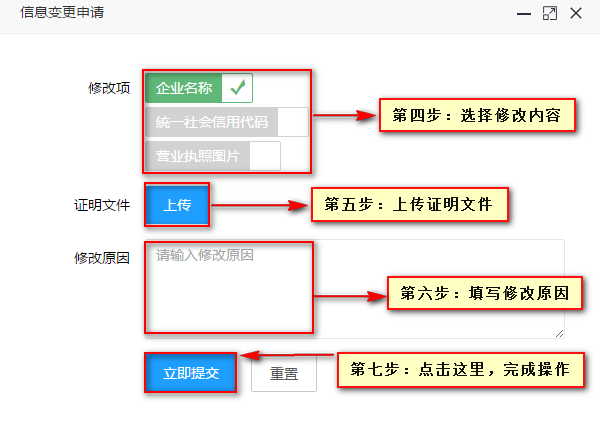 信息变更申请
修改项 企业名称
统一社会信用代码 第四步：选择修改内容
营业执照图片
证明文件 上传 第五步：上传证明文件
修改原因 请输入修改原因
第六步：填写修改原因
立即提交 重置 第七步：点击这里，完成操作